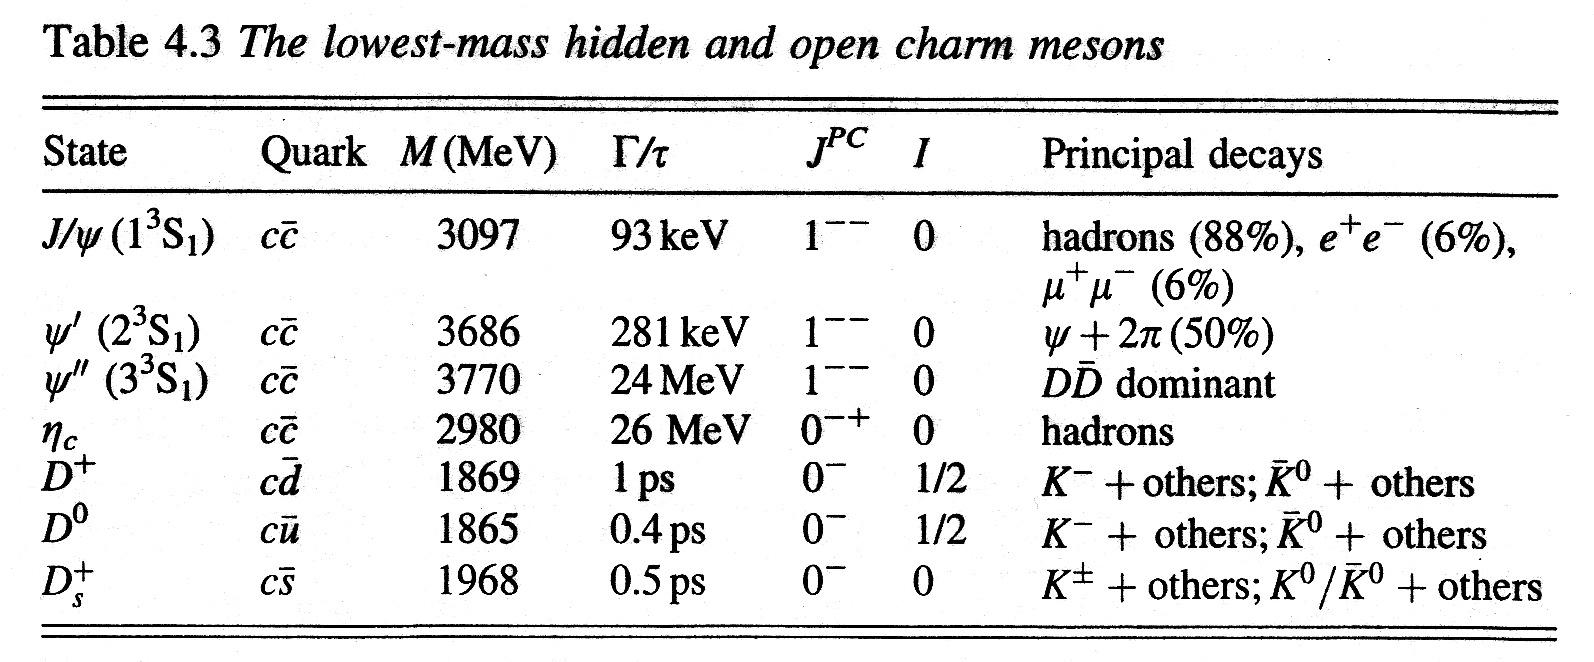 Table 4.3 The lowest-mass hidden and open charm mesons
State Quark M (MeV) Γ/τ J^PC I Principal decays
J/ψ (1³S₁) cc̄ 3097 93 keV 1⁻⁻ 0 hadrons (88%), e⁺e⁻ (6%),
μ⁺μ⁻ (6%)
ψ′ (2³S₁) cc̄ 3686 281 keV 1⁻⁻ 0 ψ + 2π (50%)
ψ″ (3³S₁) cc̄ 3770 24 MeV 1⁻⁻ 0 DD̄ dominant
η_c cc̄ 2980 26 MeV 0⁻⁺ 0 hadrons
D⁺ cd̄ 1869 1 ps 0⁻ 1/2 K⁻ + others; K̄⁰ + others
D⁰ cū 1865 0.4 ps 0⁻ 1/2 K⁻ + others; K̄⁰ + others
D_s⁺ cs̄ 1968 0.5 ps 0⁻ 0 K± + others; K⁰/K̄⁰ + others